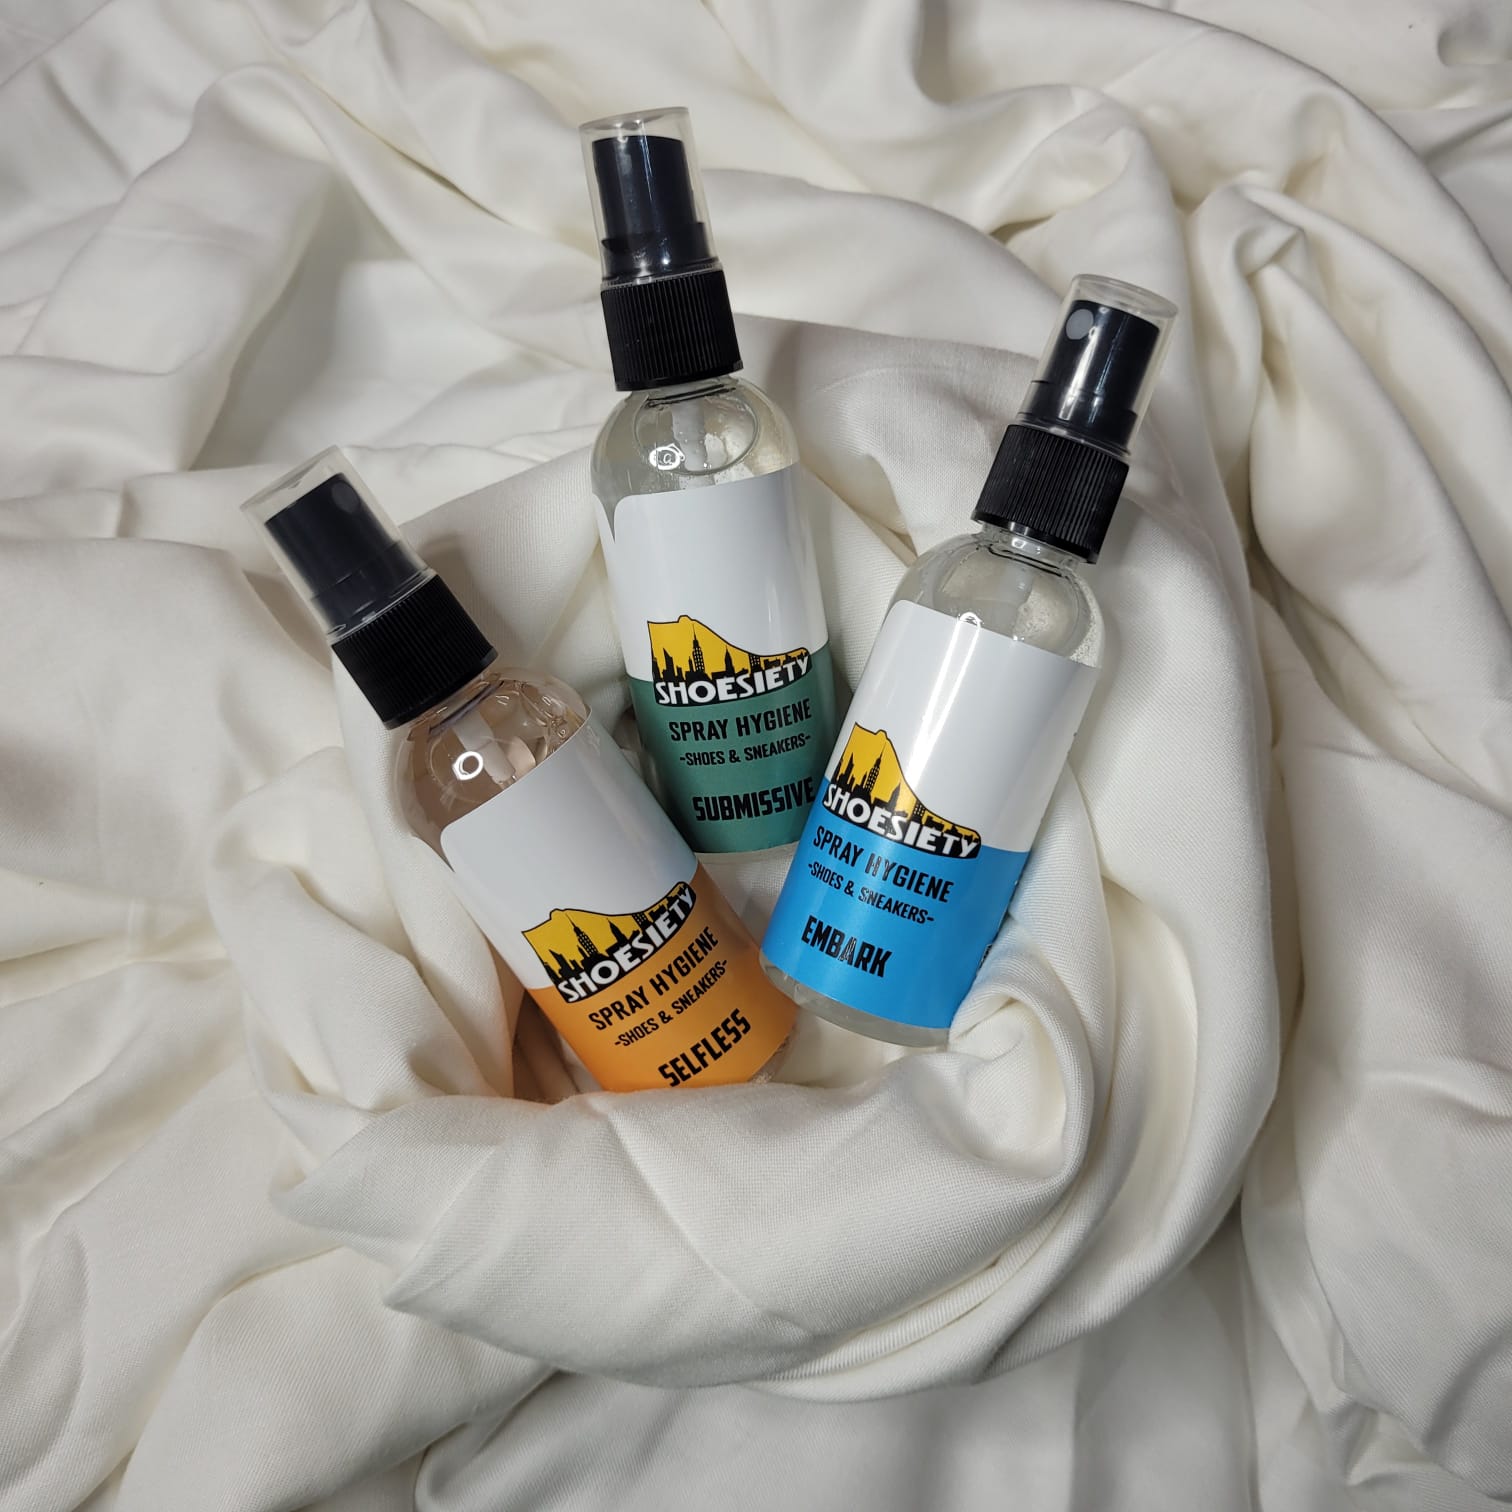 SHOESIETY
SPRAY HYGIENE
-SHOES & SNEAKERS-
SUBMISSIVE
SHOESIETY
SPRAY HYGIENE
-SHOES & SNEAKERS-
EMBARK
SHOESIETY
SPRAY HYGIENE
-SHOES & SNEAKERS-
SELFLESS